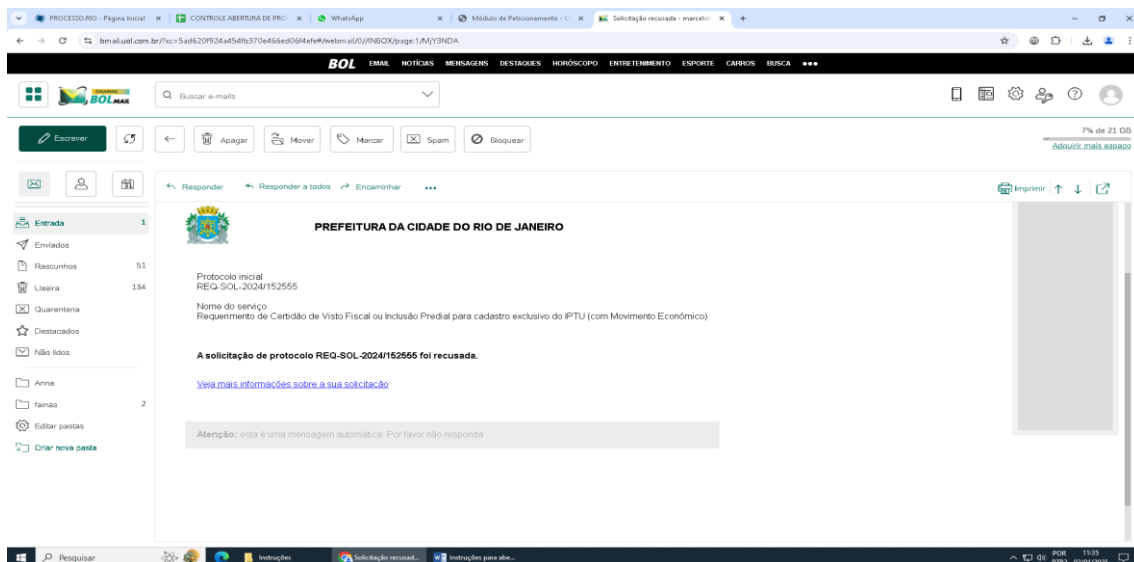 PROCESSO.RIO - Página Inicial
CONTROLE ABERTURA DE PRO
WhatsApp
Módulo de Peticionamento - C
Solicitação recusada - marcelo
bmail.uol.com.br/?xc=5ad620f924a454fb370e466ed06f4efe#/webmail/0//INBOX/page:1/MjY3NDA
BOL EMAIL NOTÍCIAS MENSAGENS DESTAQUES HORÓSCOPO ENTRETENIMENTO ESPORTE CARROS BUSCA
BOLMAIL
Buscar e-mails
Escrever
Apagar
Mover
Marcar
Spam
Bloquear
7% de 21 GB
Adquirir mais espaço
Responder
Responder a todos
Encaminhar
Imprimir
Entrada 1
Enviados
Rascunhos 51
Lixeira 134
Quarentena
Destacados
Não lidos
Anna
fainas 2
Editar pastas
Criar nova pasta
PREFEITURA DA CIDADE DO RIO DE JANEIRO
Protocolo inicial
REQ-SOL-2024/152555
Nome do serviço
Requerimento de Certidão de Visto Fiscal ou Inclusão Predial para cadastro exclusivo do IPTU (com Movimento Econômico)
A solicitação de protocolo REQ-SOL-2024/152555 foi recusada.
Veja mais informações sobre a sua solicitação
Atenção: esta é uma mensagem automática. Por favor não responda
Pesquisar
Instruções
Solicitação recusad...
Instruções para abe...
POR
11:35
PTB2
02/01/2025